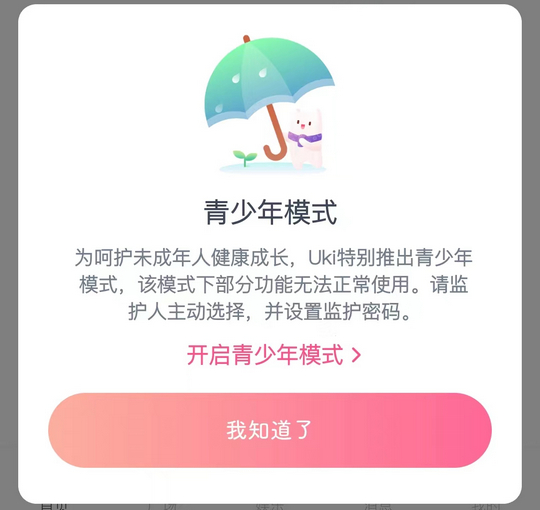 青少年模式
为呵护未成年人健康成长，Uki特别推出青少年
模式，该模式下部分功能无法正常使用。请监
护人主动选择，并设置监护密码。
开启青少年模式
我知道了